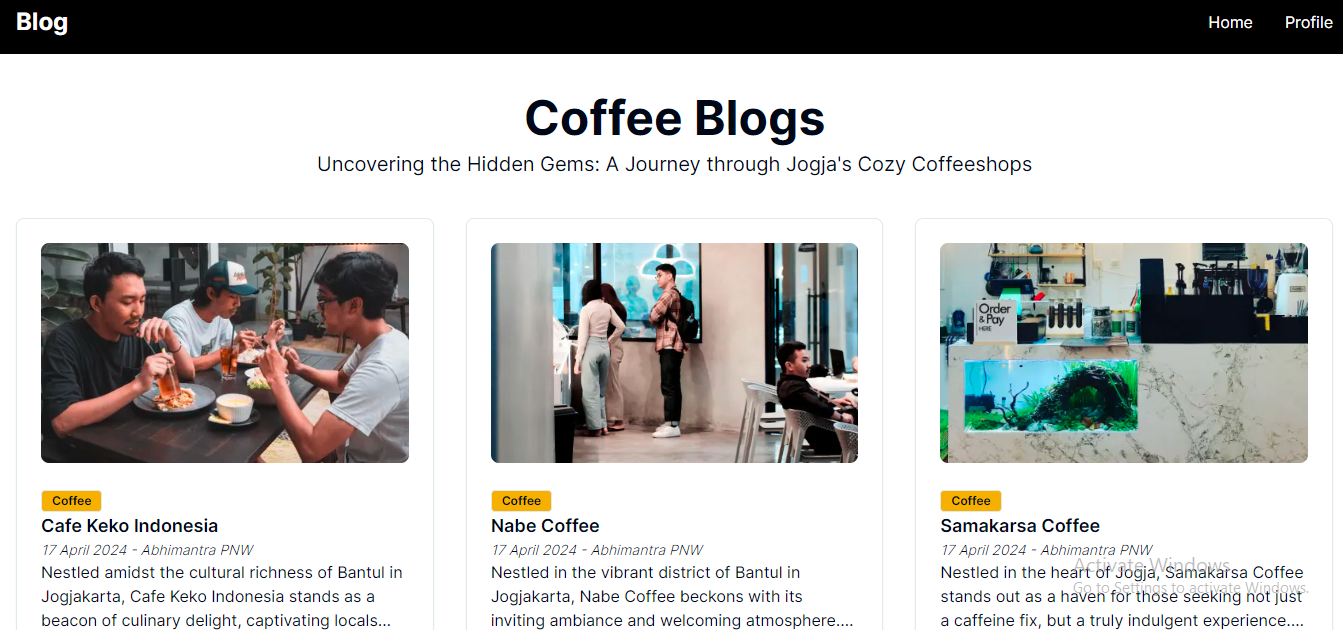 Blog
Home Profile
Coffee Blogs
Uncovering the Hidden Gems: A Journey through Jogja's Cozy Coffeeshops
Order
& Pay
HERE
Coffee
Cafe Keko Indonesia
17 April 2024 - Abhimantra PNW
Nestled amidst the cultural richness of Bantul in
Jogjakarta, Cafe Keko Indonesia stands as a
beacon of culinary delight, captivating locals...
Coffee
Nabe Coffee
17 April 2024 - Abhimantra PNW
Nestled in the vibrant district of Bantul in
Jogjakarta, Nabe Coffee beckons with its
inviting ambiance and welcoming atmosphere....
Coffee
Samakarsa Coffee
17 April 2024 - Abhimantra PNW
Nestled in the heart of Jogja, Samakarsa Coffee
stands out as a haven for those seeking not just
a caffeine fix, but a truly indulgent experience....
Activate Windows
Go to Settings to activate Windows.